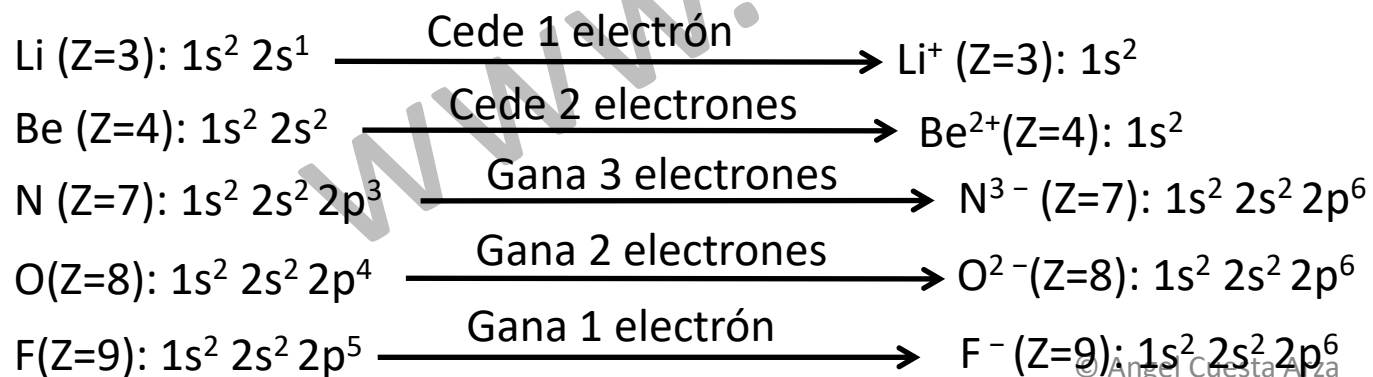 www.
Li (Z=3): 1s² 2s¹ Cede 1 electrón Li⁺ (Z=3): 1s²
Be (Z=4): 1s² 2s² Cede 2 electrones Be²⁺(Z=4): 1s²
N (Z=7): 1s² 2s² 2p³ Gana 3 electrones N³ ⁻ (Z=7): 1s² 2s² 2p⁶
O(Z=8): 1s² 2s² 2p⁴ Gana 2 electrones O² ⁻(Z=8): 1s² 2s² 2p⁶
F(Z=9): 1s² 2s² 2p⁵ Gana 1 electrón F ⁻ (Z=9): 1s² 2s² 2p⁶
© Angel Cuesta Arza